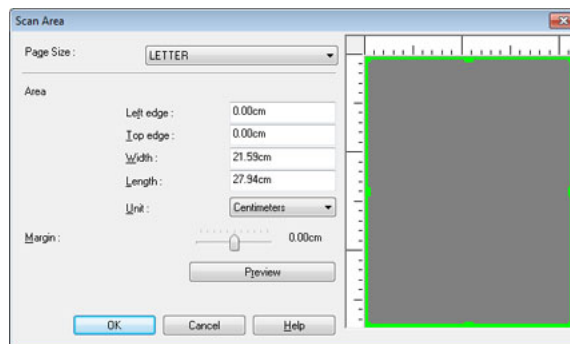 Scan Area
Page Size : LETTER
Area
Left edge : 0.00cm
Top edge : 0.00cm
Width : 21.59cm
Length : 27.94cm
Unit : Centimeters
Margin : 0.00cm
Preview
OK Cancel Help